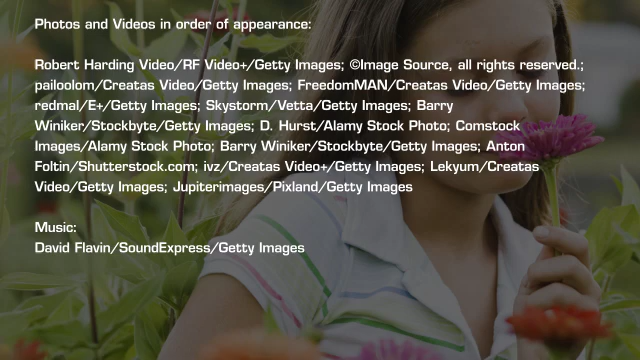 Photos and Videos in order of appearance:
Robert Harding Video/RF Video+/Getty Images; ©Image Source, all rights reserved.;
pailoolom/Creatas Video/Getty Images; FreedomMAN/Creatas Video/Getty Images;
redmal/E+/Getty Images; Skystorm/Vetta/Getty Images; Barry
Winiker/Stockbyte/Getty Images; D. Hurst/Alamy Stock Photo; Comstock
Images/Alamy Stock Photo; Barry Winiker/Stockbyte/Getty Images; Anton
Foltin/Shutterstock.com; ivz/Creatas Video+/Getty Images; Lekyum/Creatas
Video/Getty Images; Jupiterimages/Pixland/Getty Images
Music:
David Flavin/SoundExpress/Getty Images